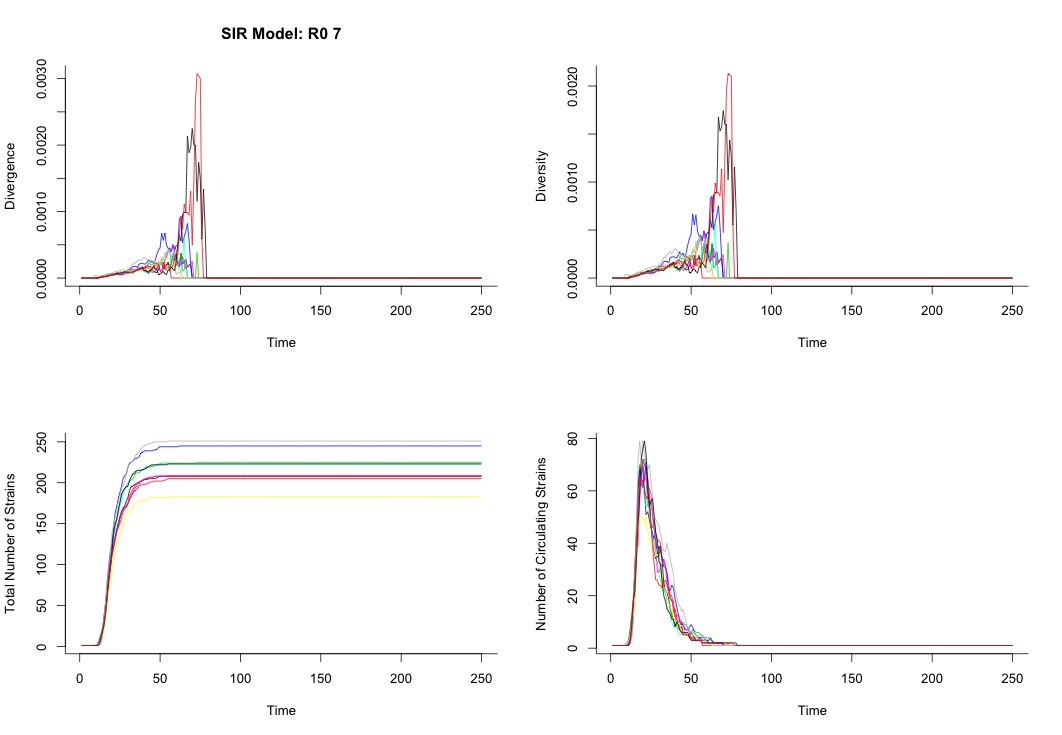 SIR Model: R0 7
Divergence
0.0000 0.0010 0.0020 0.0030
0 50 100 150 200 250
Time
Diversity
0.0000 0.0010 0.0020
0 50 100 150 200 250
Time
Total Number of Strains
0 50 100 150 200 250
0 50 100 150 200 250
Time
Number of Circulating Strains
0 20 40 60 80
0 50 100 150 200 250
Time